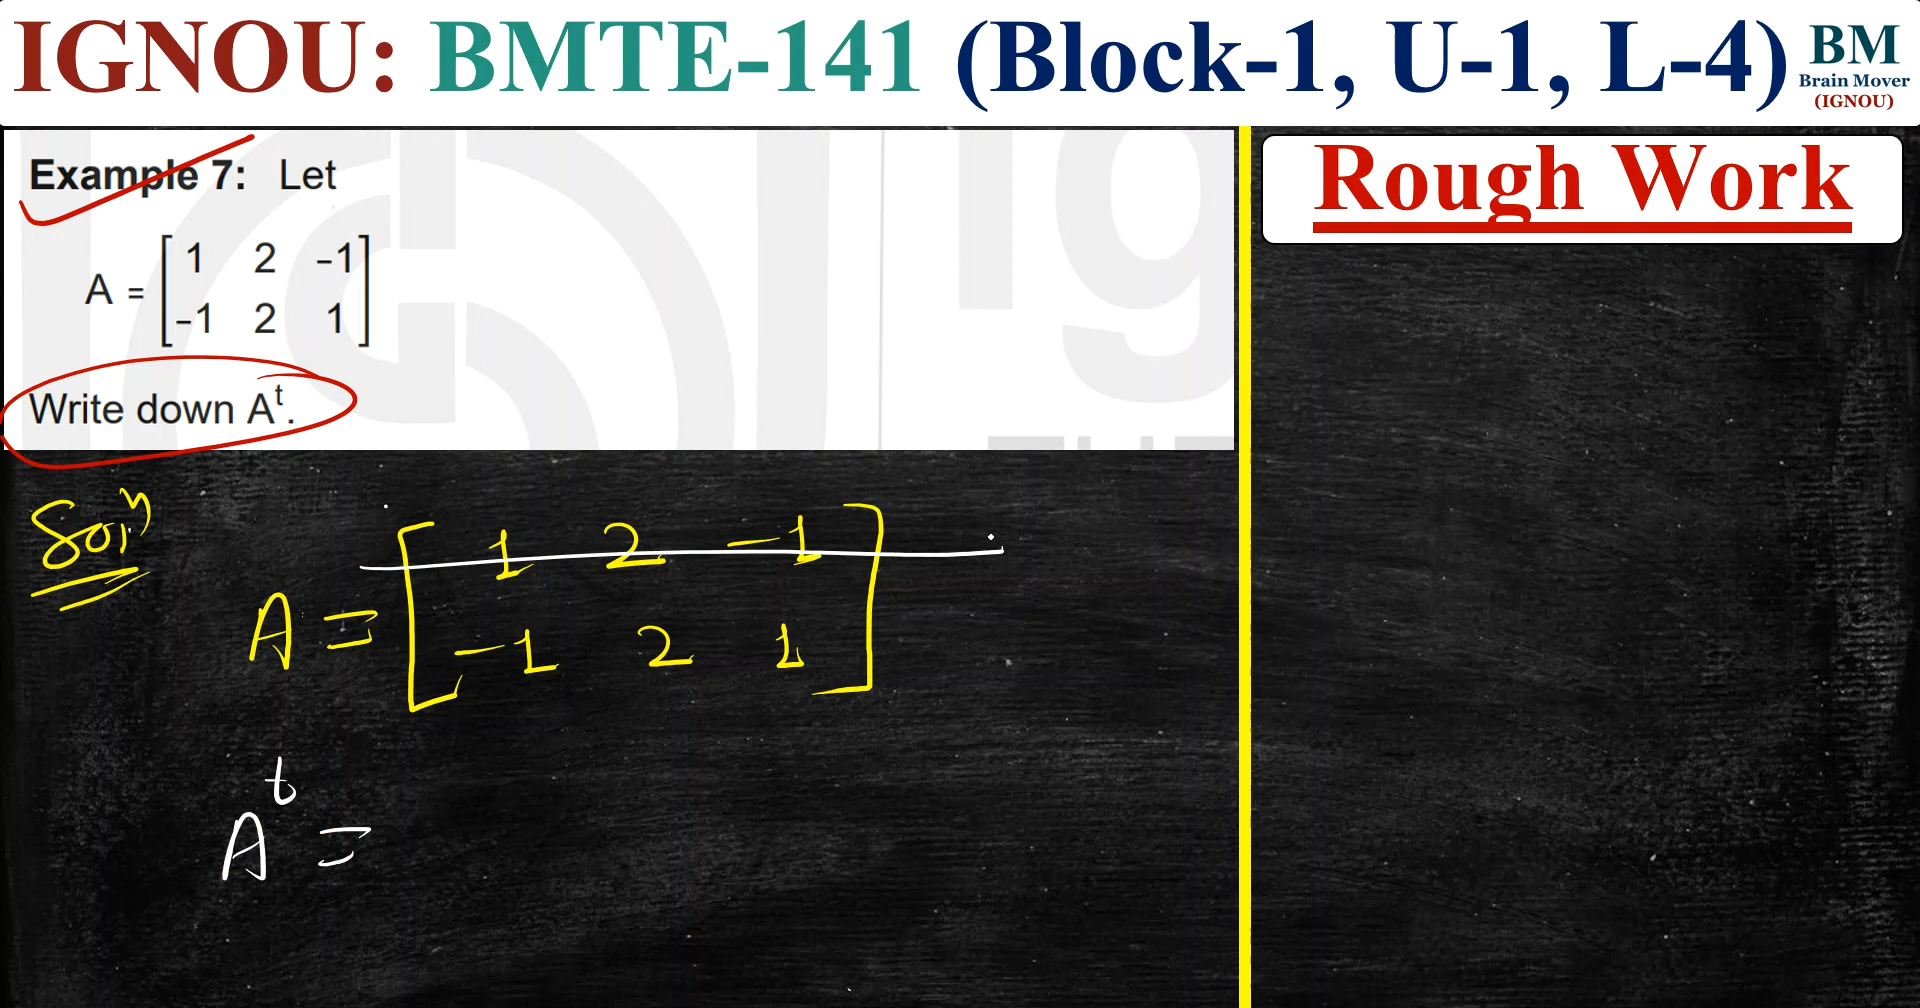 IGNOU: BMTE-141 (Block-1, U-1, L-4)
BM
Brain Mover
(IGNOU)
Example 7: Let
A = [1 2 -1
-1 2 1]
Write down A^t.
Rough Work
Solⁿ
A = [1 2 -1
-1 2 1]
A^t =